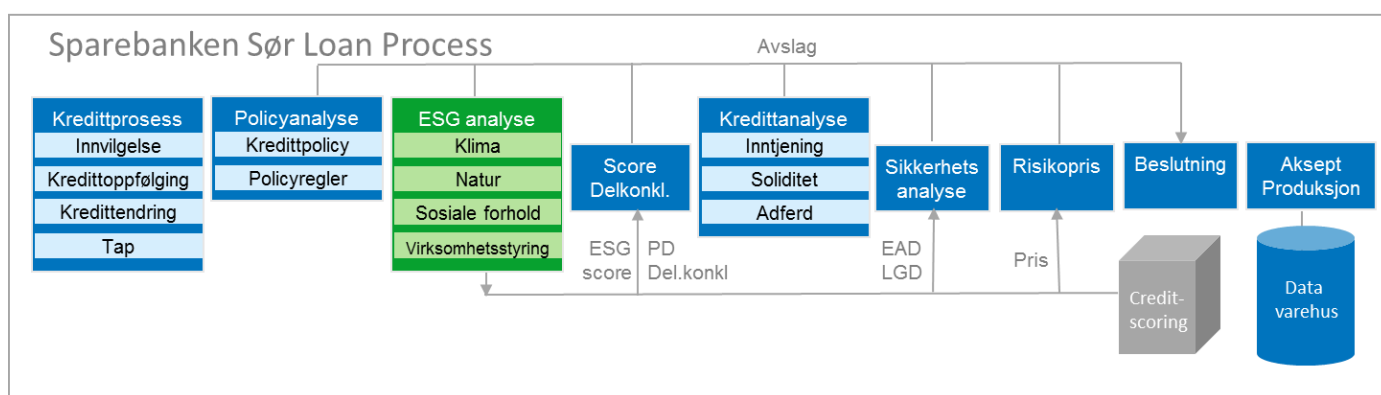 Sparebanken Sør Loan Process
Avslag
Kredittprosess
Innvilgelse
Kredittoppfølging
Kredittendring
Tap
Policyanalyse
Kredittpolicy
Policyregler
ESG analyse
Klima
Natur
Sosiale forhold
Virksomhetsstyring
Score
Delkonkl.
ESG
score
PD
Del.konkl
Kredittanalyse
Inntjening
Soliditet
Adferd
Sikkerhets
analyse
EAD
LGD
Risikopris
Pris
Beslutning
Credit-
scoring
Aksept
Produksjon
Data
varehus